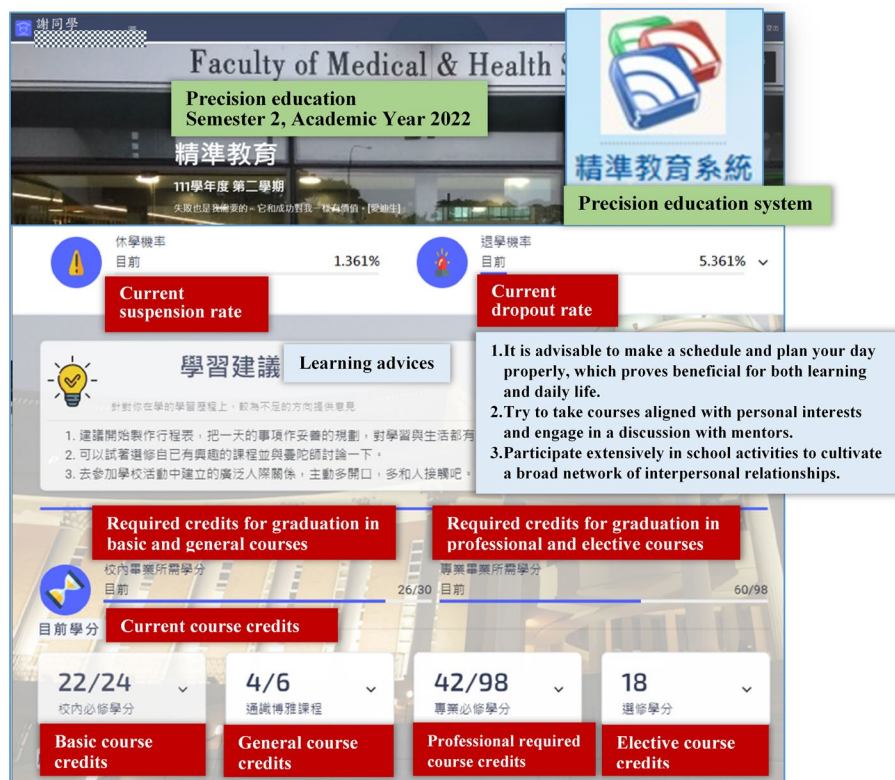 謝同學
登出
Faculty of Medical & Health S
Precision education
Semester 2, Academic Year 2022
精準教育
111學年度 第二學期
失敗也是我需要的，它和成功對我一樣有價值。[愛迪生]
精準教育系統
Precision education system
休學機率
目前
1.361%
退學機率
目前
5.361%
Current
suspension rate
Current
dropout rate
學習建議
Learning advices
針對你在學的學習歷程上，較為不足的方向提供意見
1. 建議開始製作行程表，把一天的事項作妥善的規劃，對學習與生活都有
2. 可以試著選修自己有興趣的課程並與曼陀師討論一下。
3. 去參加學校活動中建立的廣泛人際關係，主動多開口，多和人接觸吧。
1.It is advisable to make a schedule and plan your day
properly, which proves beneficial for both learning
and daily life.
2.Try to take courses aligned with personal interests
and engage in a discussion with mentors.
3.Participate extensively in school activities to cultivate
a broad network of interpersonal relationships.
Required credits for graduation in
basic and general courses
Required credits for graduation in
professional and elective courses
校內畢業所需學分
目前
26/30
專業畢業所需學分
目前
60/98
目前學分
Current course credits
22/24
校內必修學分
4/6
通識博雅課程
42/98
專業必修學分
18
選修學分
Basic course
credits
General course
credits
Professional required
course credits
Elective course
credits